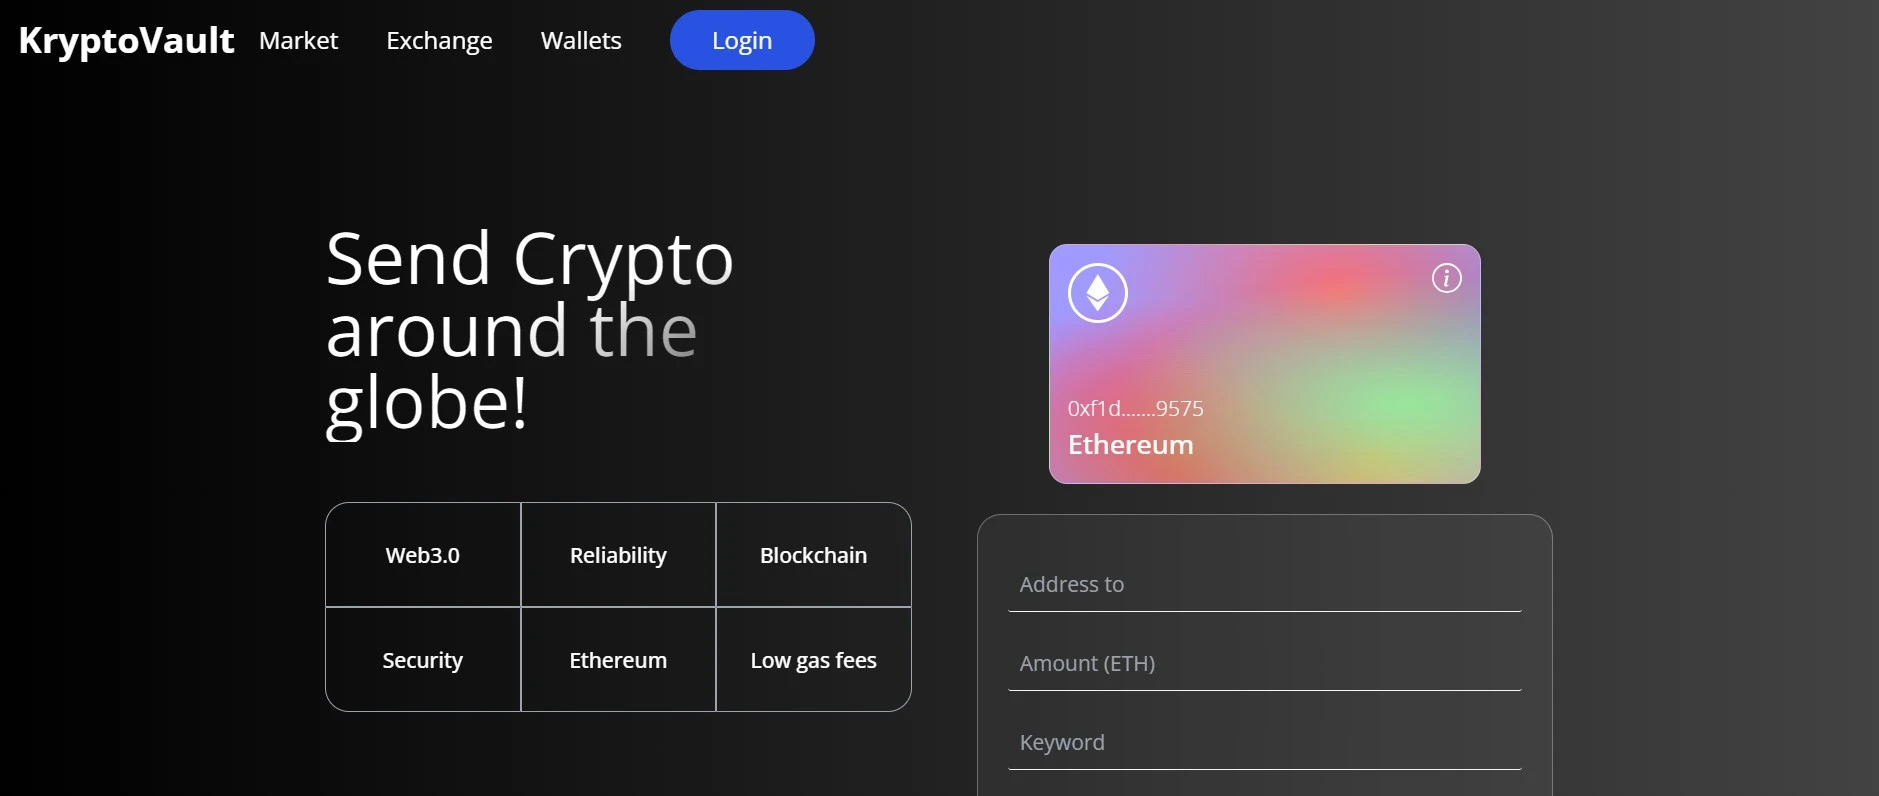 KryptoVault Market Exchange Wallets Login
Send Crypto
around the
globe!
Web3.0 Reliability Blockchain
Security Ethereum Low gas fees
i
0xf1d.......9575
Ethereum
Address to
Amount (ETH)
Keyword